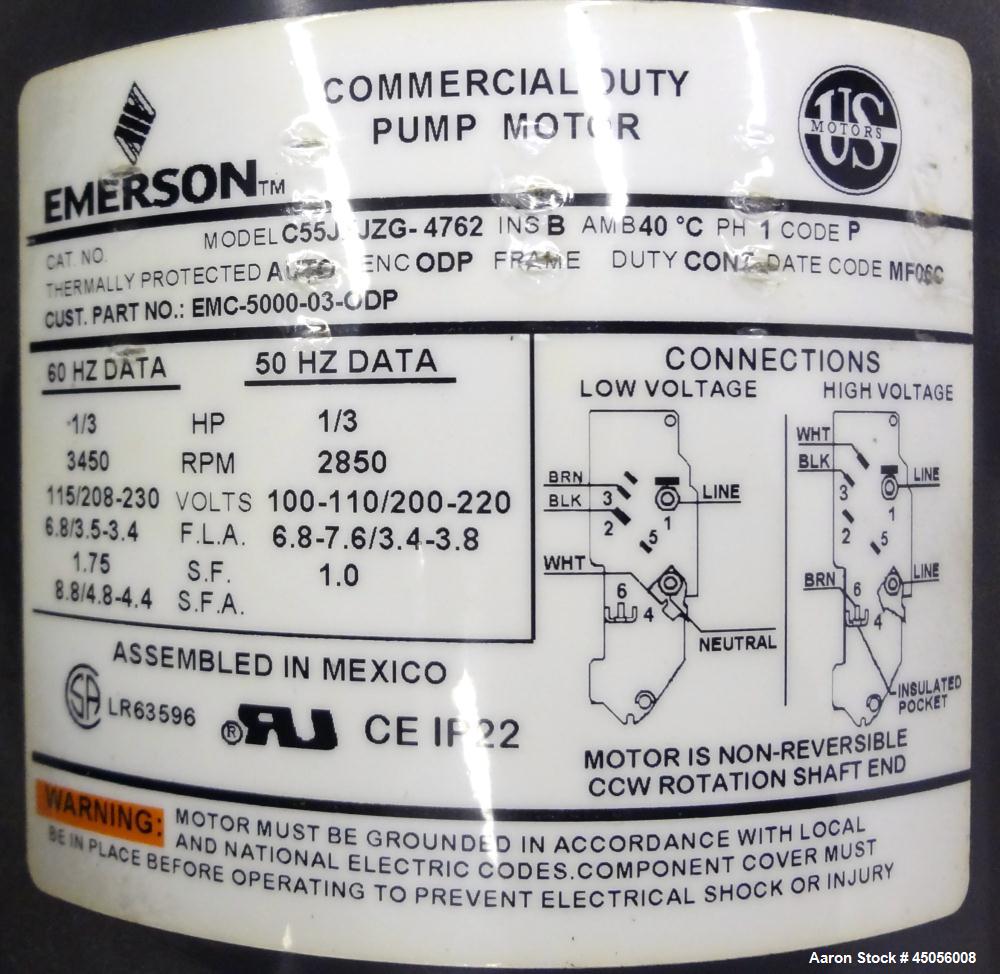 COMMERCIAL DUTY
PUMP MOTOR
EMERSON™
US
MOTORS
CAT. NO.
MODEL JZG-4762 INS B AMB 40 °C PH 1 CODE P
THERMALLY PROTECTED AUTO ENC ODP FRAME DUTY CONT DATE CODE MF06C
CUST. PART NO.: EMC-5000-03-ODP
60 HZ DATA 50 HZ DATA
1/3 HP 1/3
3450 RPM 2850
115/208-230 VOLTS 100-110/200-220
6.8/3.5-3.4 F.L.A. 6.8-7.6/3.4-3.8
1.75 S.F. 1.0
8.8/4.8-4.4 S.F.A.
CONNECTIONS
LOW VOLTAGE
BRN
BLK
WHT
LINE
NEUTRAL
3
2
1
5
6
4
HIGH VOLTAGE
WHT
BLK
BRN
LINE
LINE
3
2
1
5
6
4
INSULATED
POCKET
MOTOR IS NON-REVERSIBLE
CCW ROTATION SHAFT END
ASSEMBLED IN MEXICO
SA LR63596 ® RU CE IP22
WARNING: MOTOR MUST BE GROUNDED IN ACCORDANCE WITH LOCAL
AND NATIONAL ELECTRIC CODES.COMPONENT COVER MUST
BE IN PLACE BEFORE OPERATING TO PREVENT ELECTRICAL SHOCK OR INJURY
Aaron Stock # 45056008